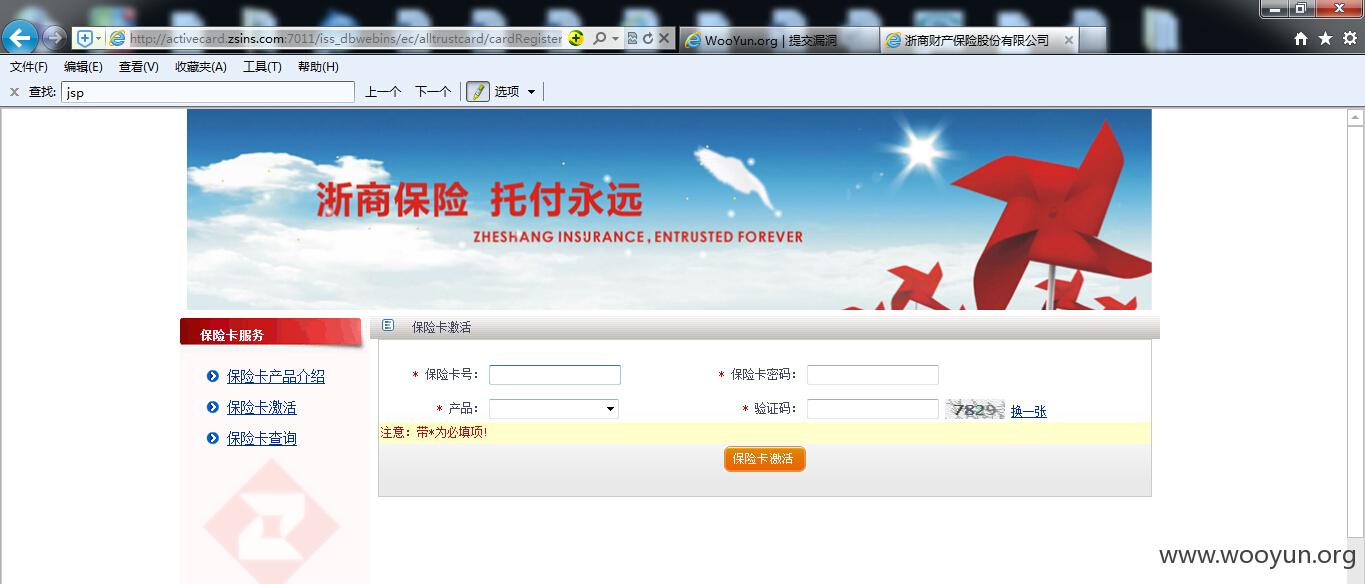 http://activecard.zsins.com:7011/iss_dbwebins/ec/alltrustcard/cardRegister
WooYun.org | 提交漏洞
浙商财产保险股份有限公司
文件(F) 编辑(E) 查看(V) 收藏夹(A) 工具(T) 帮助(H)
查找: jsp 上一个 下一个 选项
浙商保险 托付永远
ZHESHANG INSURANCE, ENTRUSTED FOREVER
保险卡服务
保险卡产品介绍
保险卡激活
保险卡查询
保险卡激活
* 保险卡号: * 保险卡密码:
* 产品: * 验证码: 7829 换一张
注意：带*为必填项!
保险卡激活
www.wooyun.org